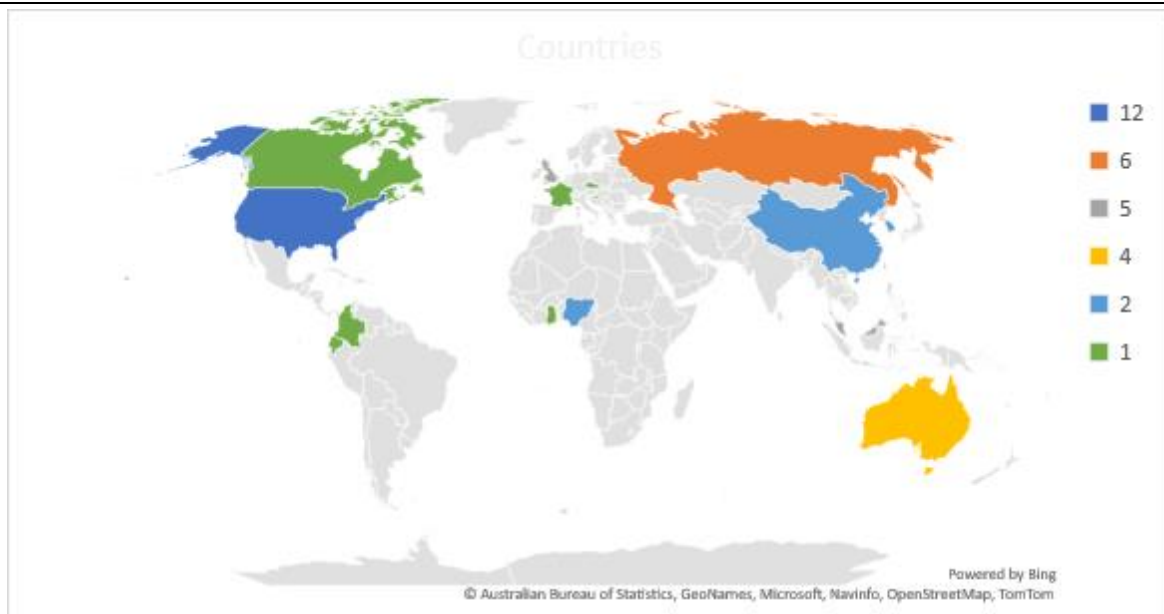 Countries
12
6
5
4
2
1
Powered by Bing
© Australian Bureau of Statistics, GeoNames, Microsoft, Navinfo, OpenStreetMap, TomTom